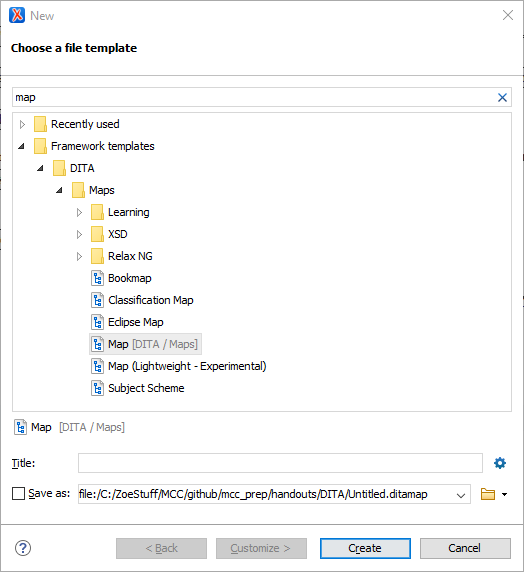 New
Choose a file template
map
Recently used
Framework templates
DITA
Maps
Learning
XSD
Relax NG
Bookmap
Classification Map
Eclipse Map
Map [DITA / Maps]
Map (Lightweight - Experimental)
Subject Scheme
Map [DITA / Maps]
Title:
Save as: file:/C:/ZoeStuff/MCC/github/mcc_prep/handouts/DITA/Untitled.ditamap
? < Back Customize > Create Cancel